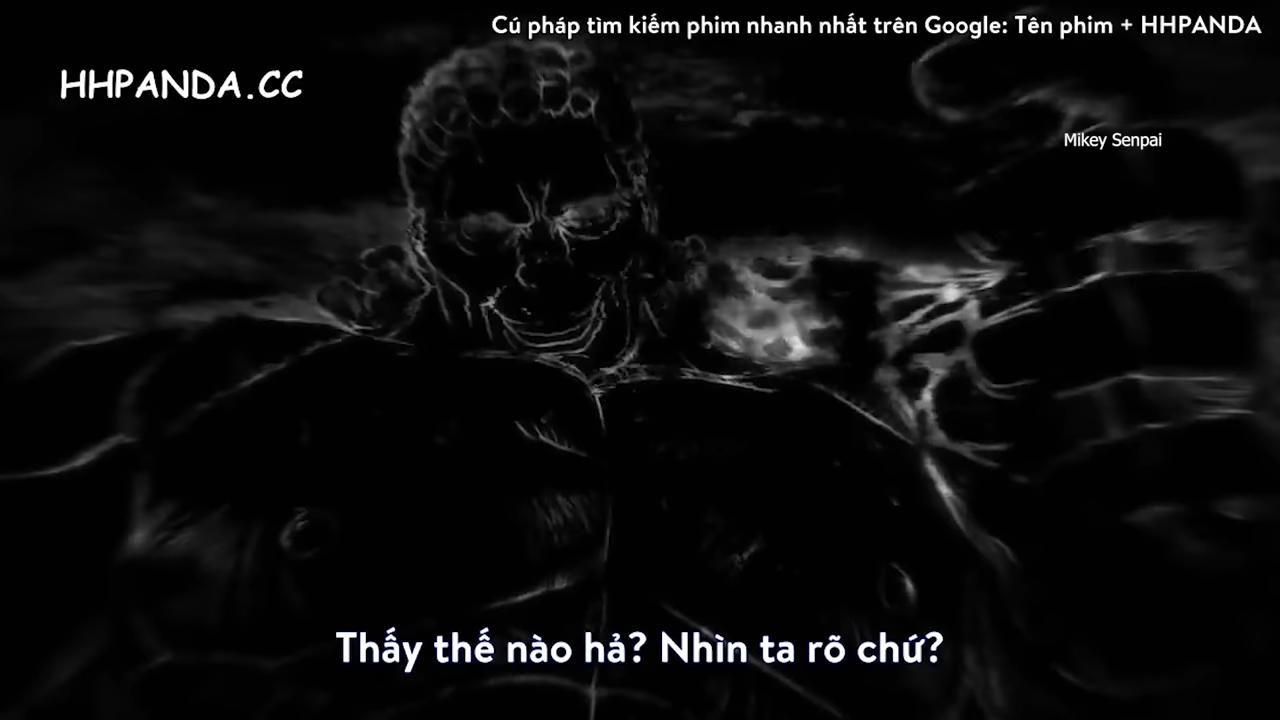 Cú pháp tìm kiếm phim nhanh nhất trên Google: Tên phim + HHPANDA
HHPANDA.CC
Mikey Senpai
Thấy thế nào hả? Nhìn ta rõ chứ?